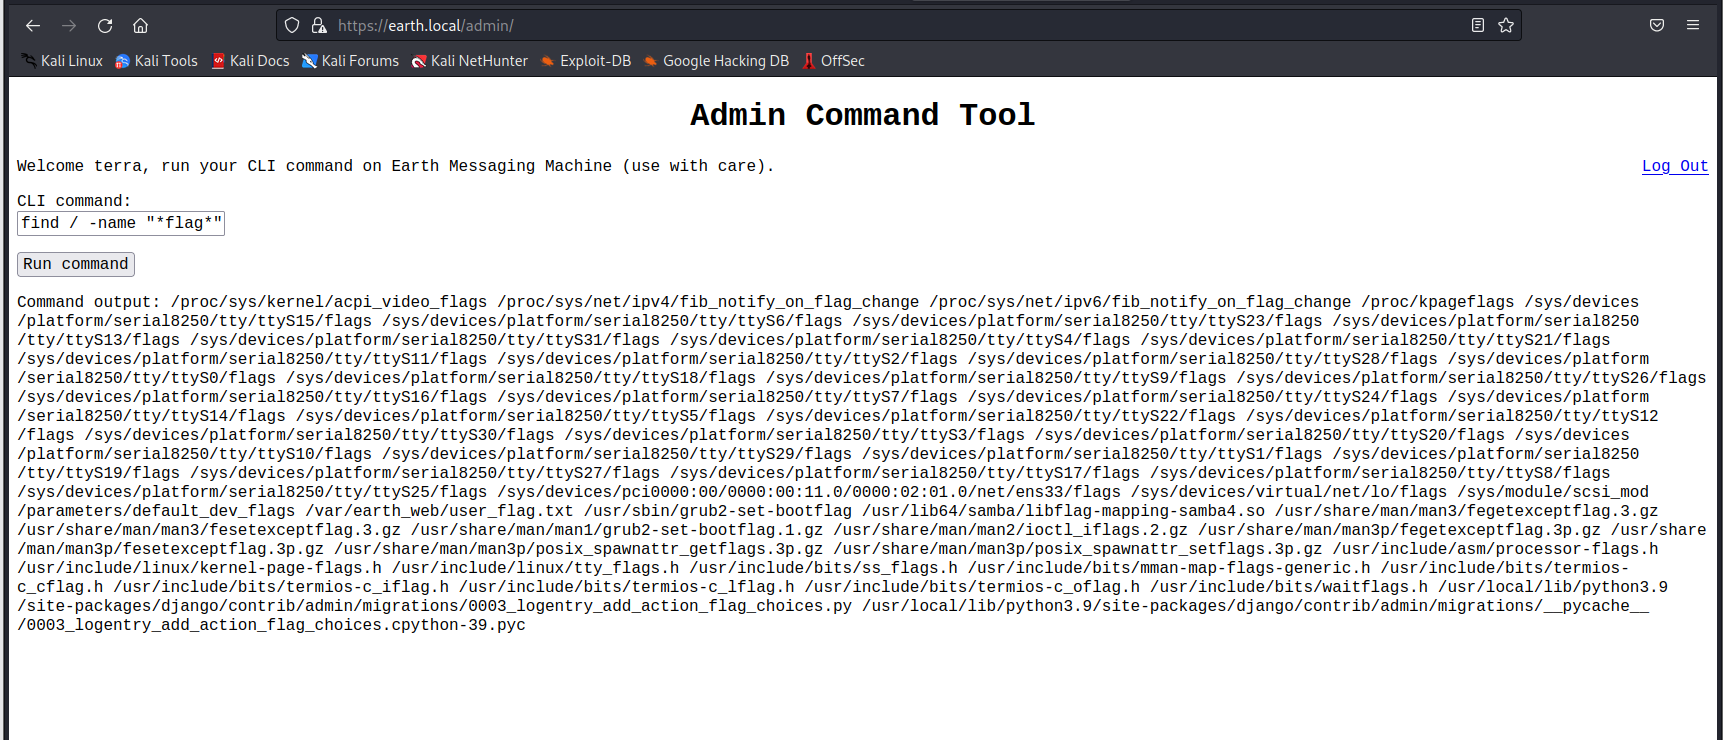 https://earth.local/admin/
Kali Linux Kali Tools Kali Docs Kali Forums Kali NetHunter Exploit-DB Google Hacking DB OffSec
Admin Command Tool
Welcome terra, run your CLI command on Earth Messaging Machine (use with care). Log Out
CLI command:
find / -name "*flag*"
Run command
Command output: /proc/sys/kernel/acpi_video_flags /proc/sys/net/ipv4/fib_notify_on_flag_change /proc/sys/net/ipv6/fib_notify_on_flag_change /proc/kpageflags /sys/devices
/platform/serial8250/tty/ttyS15/flags /sys/devices/platform/serial8250/tty/ttyS6/flags /sys/devices/platform/serial8250/tty/ttyS23/flags /sys/devices/platform/serial8250
/tty/ttyS13/flags /sys/devices/platform/serial8250/tty/ttyS31/flags /sys/devices/platform/serial8250/tty/ttyS4/flags /sys/devices/platform/serial8250/tty/ttyS21/flags
/sys/devices/platform/serial8250/tty/ttyS11/flags /sys/devices/platform/serial8250/tty/ttyS2/flags /sys/devices/platform/serial8250/tty/ttyS28/flags /sys/devices/platform
/serial8250/tty/ttyS0/flags /sys/devices/platform/serial8250/tty/ttyS18/flags /sys/devices/platform/serial8250/tty/ttyS9/flags /sys/devices/platform/serial8250/tty/ttyS26/flags
/sys/devices/platform/serial8250/tty/ttyS16/flags /sys/devices/platform/serial8250/tty/ttyS7/flags /sys/devices/platform/serial8250/tty/ttyS24/flags /sys/devices/platform
/serial8250/tty/ttyS14/flags /sys/devices/platform/serial8250/tty/ttyS5/flags /sys/devices/platform/serial8250/tty/ttyS22/flags /sys/devices/platform/serial8250/tty/ttyS12
/flags /sys/devices/platform/serial8250/tty/ttyS30/flags /sys/devices/platform/serial8250/tty/ttyS3/flags /sys/devices/platform/serial8250/tty/ttyS20/flags /sys/devices
/platform/serial8250/tty/ttyS10/flags /sys/devices/platform/serial8250/tty/ttyS29/flags /sys/devices/platform/serial8250/tty/ttyS1/flags /sys/devices/platform/serial8250
/tty/ttyS19/flags /sys/devices/platform/serial8250/tty/ttyS27/flags /sys/devices/platform/serial8250/tty/ttyS17/flags /sys/devices/platform/serial8250/tty/ttyS8/flags
/sys/devices/platform/serial8250/tty/ttyS25/flags /sys/devices/pci0000:00/0000:00:11.0/0000:02:01.0/net/ens33/flags /sys/devices/virtual/net/lo/flags /sys/module/scsi_mod
/parameters/default_dev_flags /var/earth_web/user_flag.txt /usr/sbin/grub2-set-bootflag /usr/lib64/samba/libflag-mapping-samba4.so /usr/share/man/man3/fegetexceptflag.3.gz
/usr/share/man/man3/fesetexceptflag.3.gz /usr/share/man/man1/grub2-set-bootflag.1.gz /usr/share/man/man2/ioctl_iflags.2.gz /usr/share/man/man3p/fegetexceptflag.3p.gz /usr/share
/man/man3p/fesetexceptflag.3p.gz /usr/share/man/man3p/posix_spawnattr_getflags.3p.gz /usr/share/man/man3p/posix_spawnattr_setflags.3p.gz /usr/include/asm/processor-flags.h
/usr/include/linux/kernel-page-flags.h /usr/include/linux/tty_flags.h /usr/include/bits/ss_flags.h /usr/include/bits/mman-map-flags-generic.h /usr/include/bits/termios-
c_cflag.h /usr/include/bits/termios-c_iflag.h /usr/include/bits/termios-c_lflag.h /usr/include/bits/termios-c_oflag.h /usr/include/bits/waitflags.h /usr/local/lib/python3.9
/site-packages/django/contrib/admin/migrations/0003_logentry_add_action_flag_choices.py /usr/local/lib/python3.9/site-packages/django/contrib/admin/migrations/__pycache__
/0003_logentry_add_action_flag_choices.cpython-39.pyc